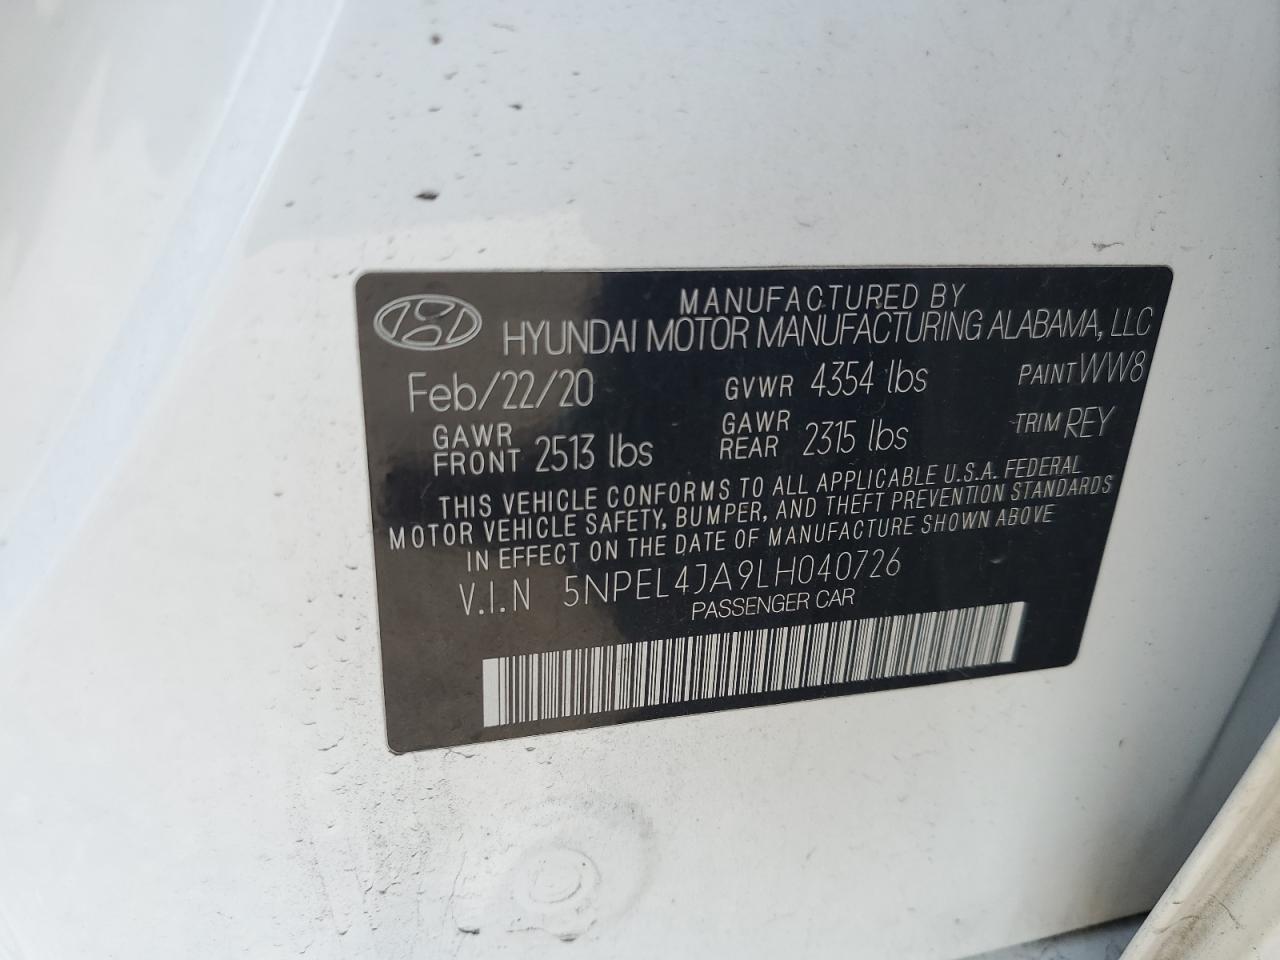 MANUFACTURED BY
HYUNDAI MOTOR MANUFACTURING ALABAMA, LLC
Feb/22/20 GVWR 4354 lbs PAINT WW8
GAWR FRONT 2513 lbs GAWR REAR 2315 lbs TRIM REY
THIS VEHICLE CONFORMS TO ALL APPLICABLE U.S.A. FEDERAL
MOTOR VEHICLE SAFETY, BUMPER, AND THEFT PREVENTION STANDARDS
IN EFFECT ON THE DATE OF MANUFACTURE SHOWN ABOVE
V.I.N 5NPEL4JA9LH040726
PASSENGER CAR